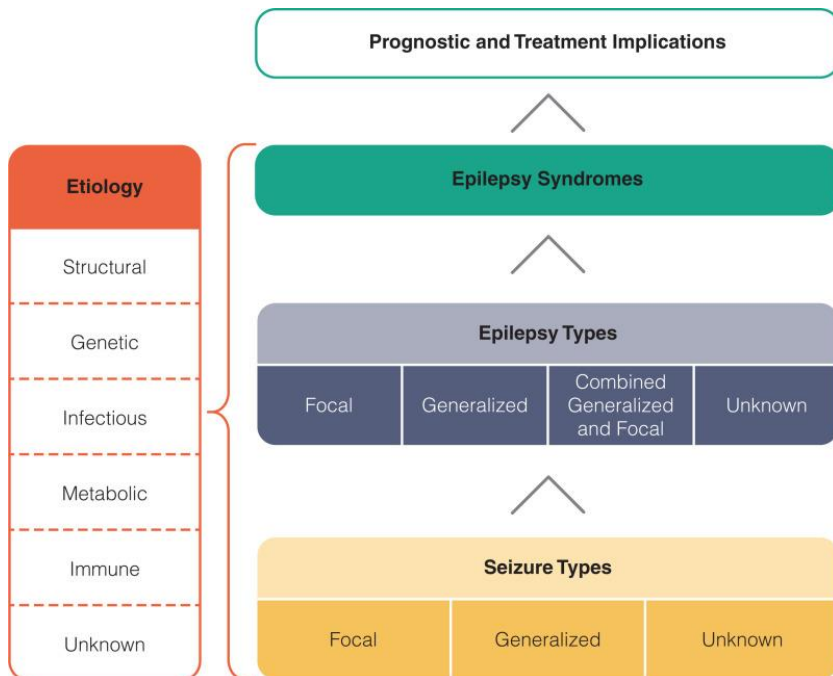 Prognostic and Treatment Implications
Etiology
Structural
Genetic
Infectious
Metabolic
Immune
Unknown
Epilepsy Syndromes
Epilepsy Types
Focal
Generalized
Combined
Generalized
and Focal
Unknown
Seizure Types
Focal
Generalized
Unknown